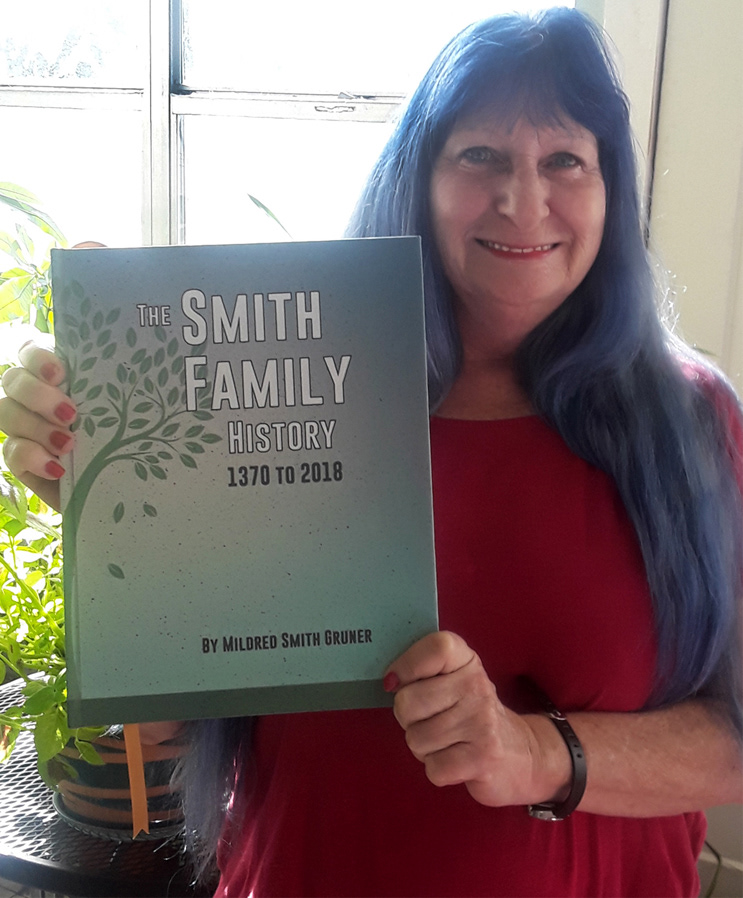 The Smith
Family
History
1370 to 2018
By Mildred Smith Gruner